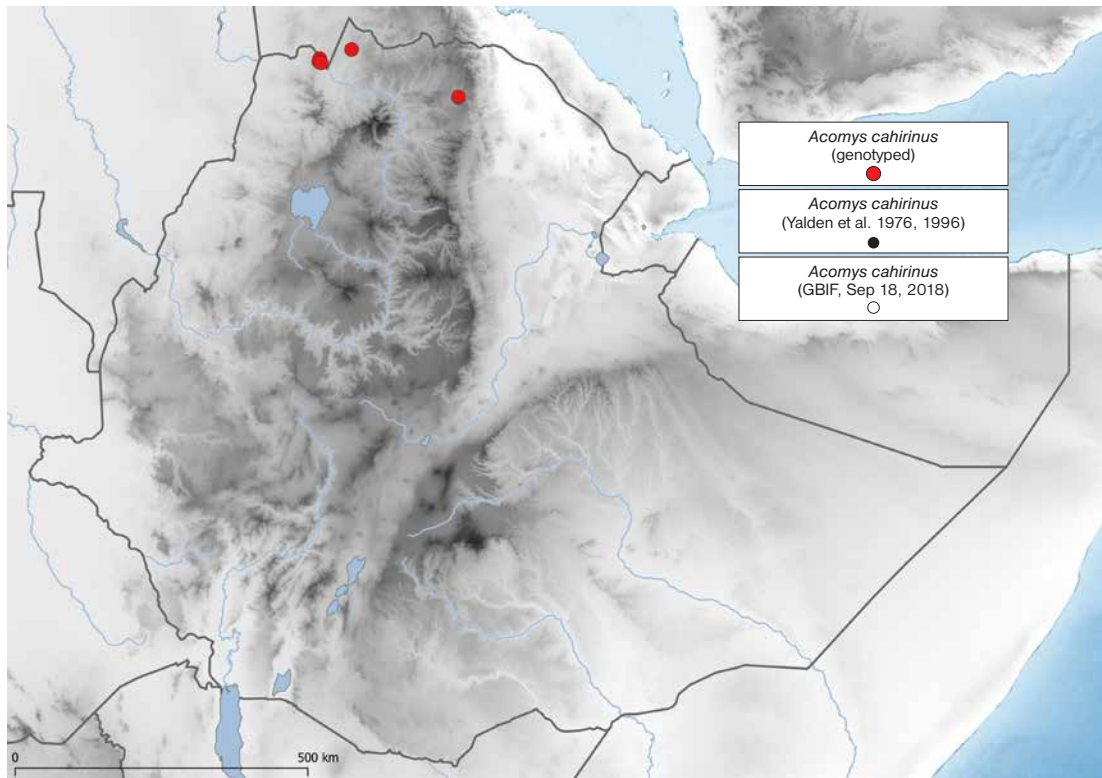 Acomys cahirinus
(genotyped)
Acomys cahirinus
(Yalden et al. 1976, 1996)
Acomys cahirinus
(GBIF, Sep 18, 2018)
0 500 km